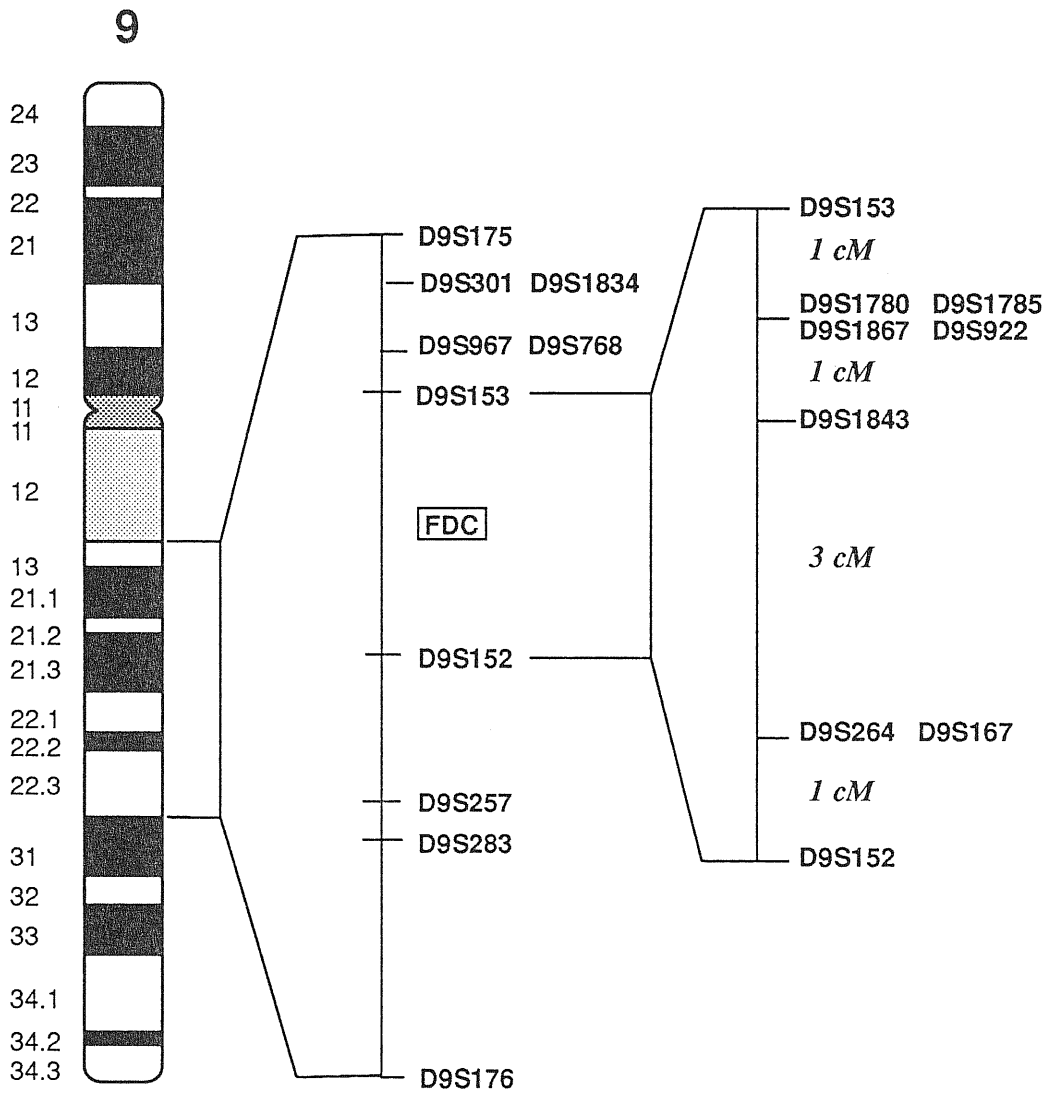 9
24
23
22
21
13
12
11
11
12
13
21.1
21.2
21.3
22.1
22.2
22.3
31
32
33
34.1
34.2
34.3
D9S175
D9S301 D9S1834
D9S967 D9S768
D9S153
FDC
D9S152
D9S257
D9S283
D9S176
D9S153
1 cM
D9S1780 D9S1785
D9S1867 D9S922
1 cM
D9S1843
3 cM
D9S264 D9S167
1 cM
D9S152